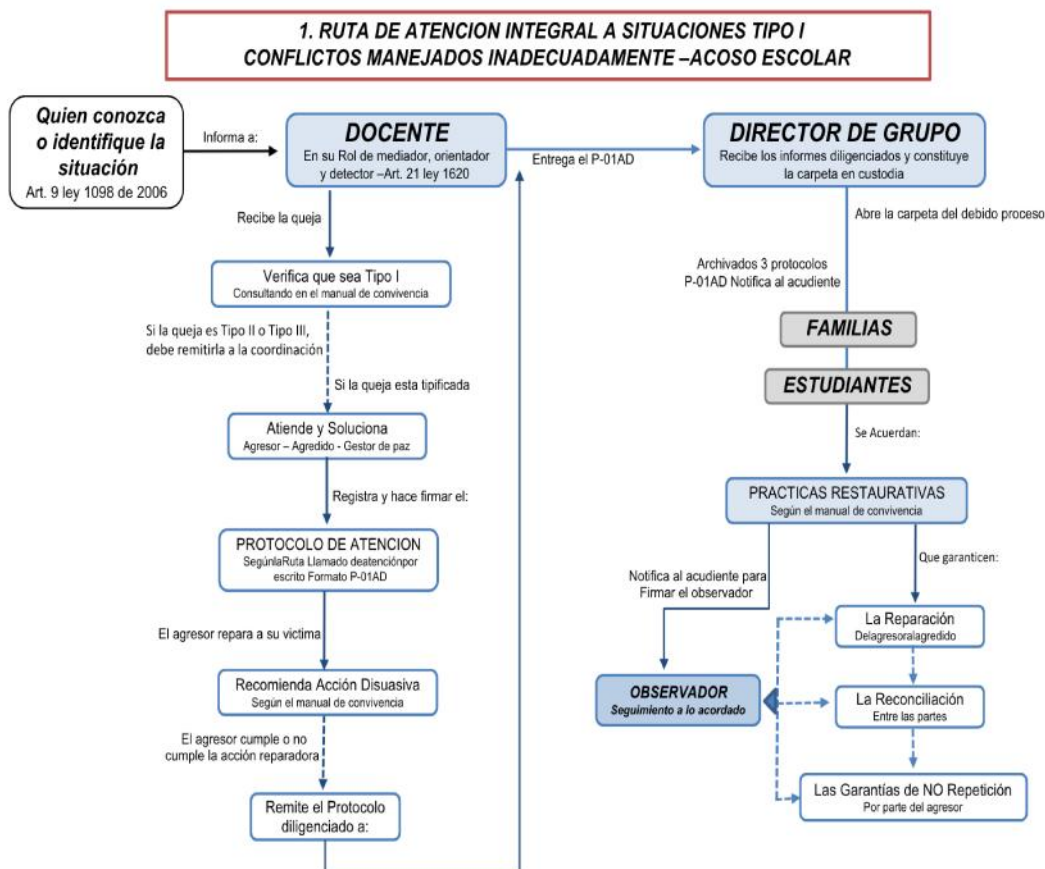 1. RUTA DE ATENCION INTEGRAL A SITUACIONES TIPO I
CONFLICTOS MANEJADOS INADECUADAMENTE –ACOSO ESCOLAR
Quien conozca
o identifique la
situación
Art. 9 ley 1098 de 2006
Informa a:
DOCENTE
En su Rol de mediador, orientador
y detector –Art. 21 ley 1620
Entrega el P-01AD
DIRECTOR DE GRUPO
Recibe los informes diligenciados y constituye
la carpeta en custodia
Recibe la queja
Verifica que sea Tipo I
Consultando en el manual de convivencia
Si la queja es Tipo II o Tipo III,
debe remitirla a la coordinación
Si la queja esta tipificada
Atiende y Soluciona
Agresor – Agredido - Gestor de paz
Registra y hace firmar el:
PROTOCOLO DE ATENCION
SegúnlaRuta Llamado deatenciónpor
escrito Formato P-01AD
El agresor repara a su victima
Recomienda Acción Disuasiva
Según el manual de convivencia
El agresor cumple o no
cumple la acción reparadora
Remite el Protocolo
diligenciado a:
Abre la carpeta del debido proceso
Archivados 3 protocolos
P-01AD Notifica al acudiente
FAMILIAS
ESTUDIANTES
Se Acuerdan:
PRACTICAS RESTAURATIVAS
Según el manual de convivencia
Notifica al acudiente para
Firmar el observador
Que garanticen:
OBSERVADOR
Seguimiento a lo acordado
La Reparación
Delagresoralagredido
La Reconciliación
Entre las partes
Las Garantías de NO Repetición
Por parte del agresor